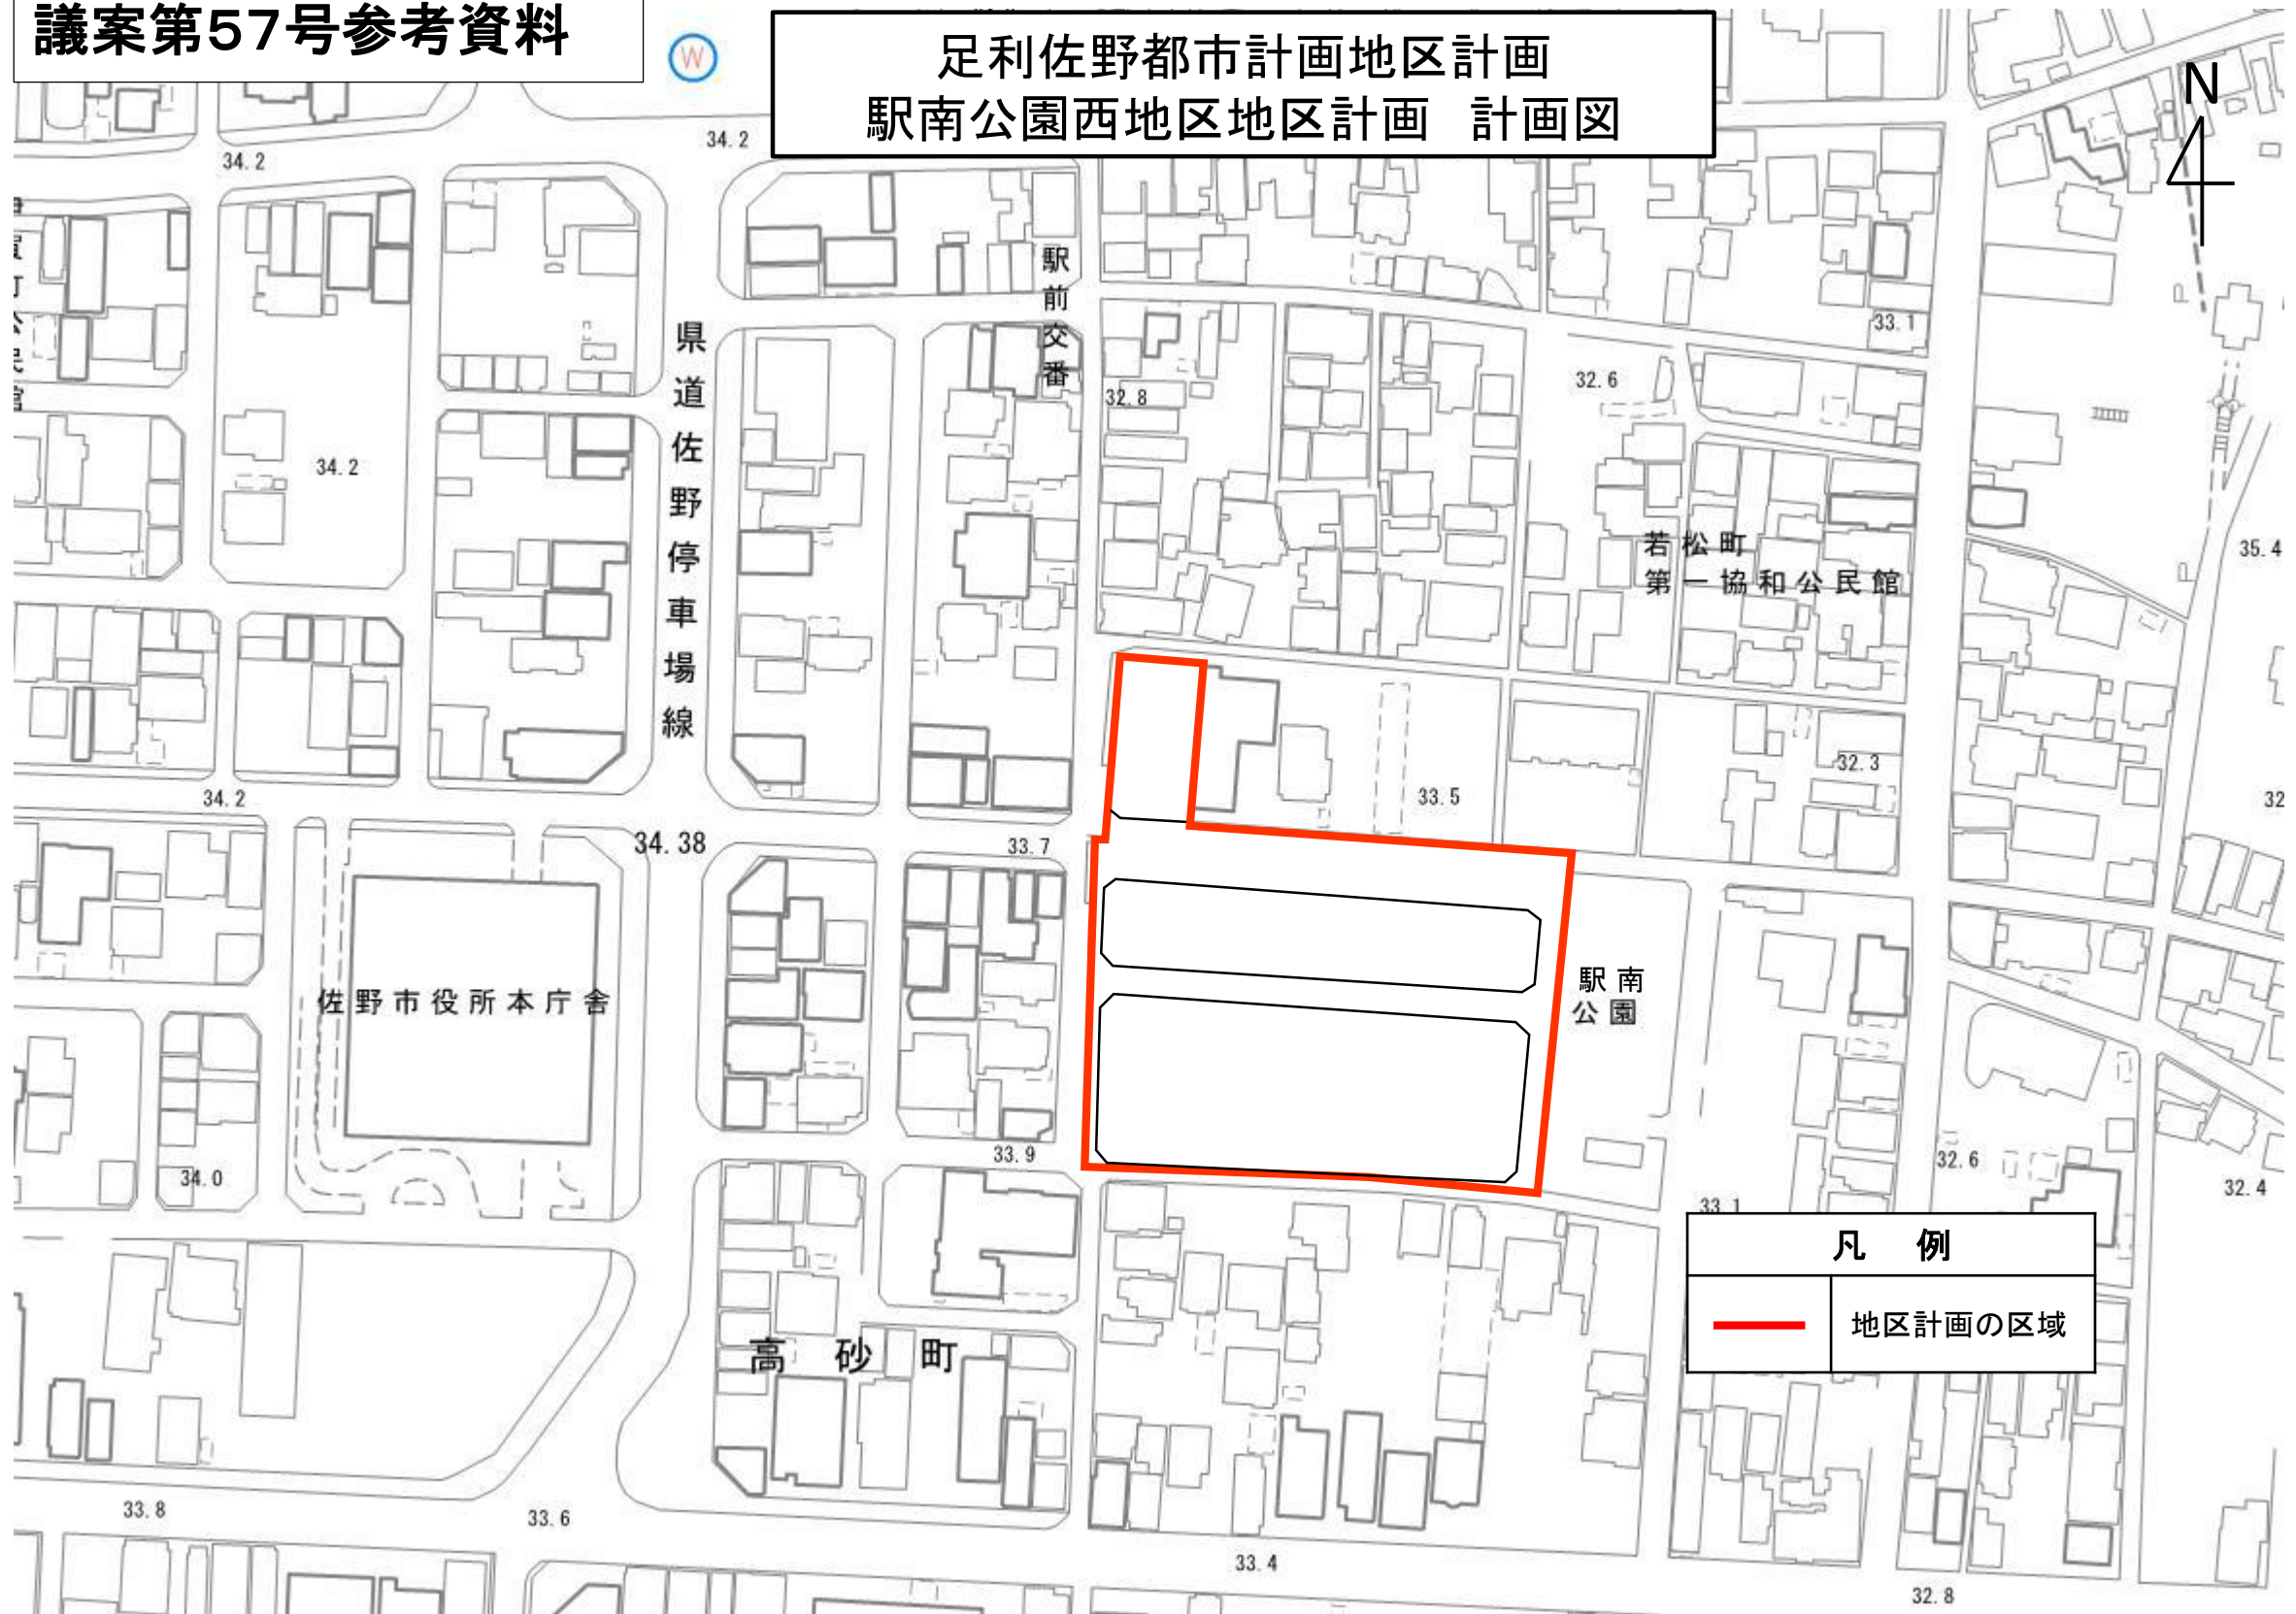 議案第57号参考資料
W
足利佐野都市計画地区計画
駅南公園西地区地区計画　計画図
N
34.2
34.2
駅前交番
県道佐野停車場線
33.1
32.6
32.8
34.2
若松町
第一協和公民館
35.4
34.2
33.5
32.3
32
34.38
33.7
佐野市役所本庁舎
駅南
公園
34.0
33.9
32.6
32.4
33.1
凡　例
地区計画の区域
高砂町
33.8
33.6
33.4
32.8